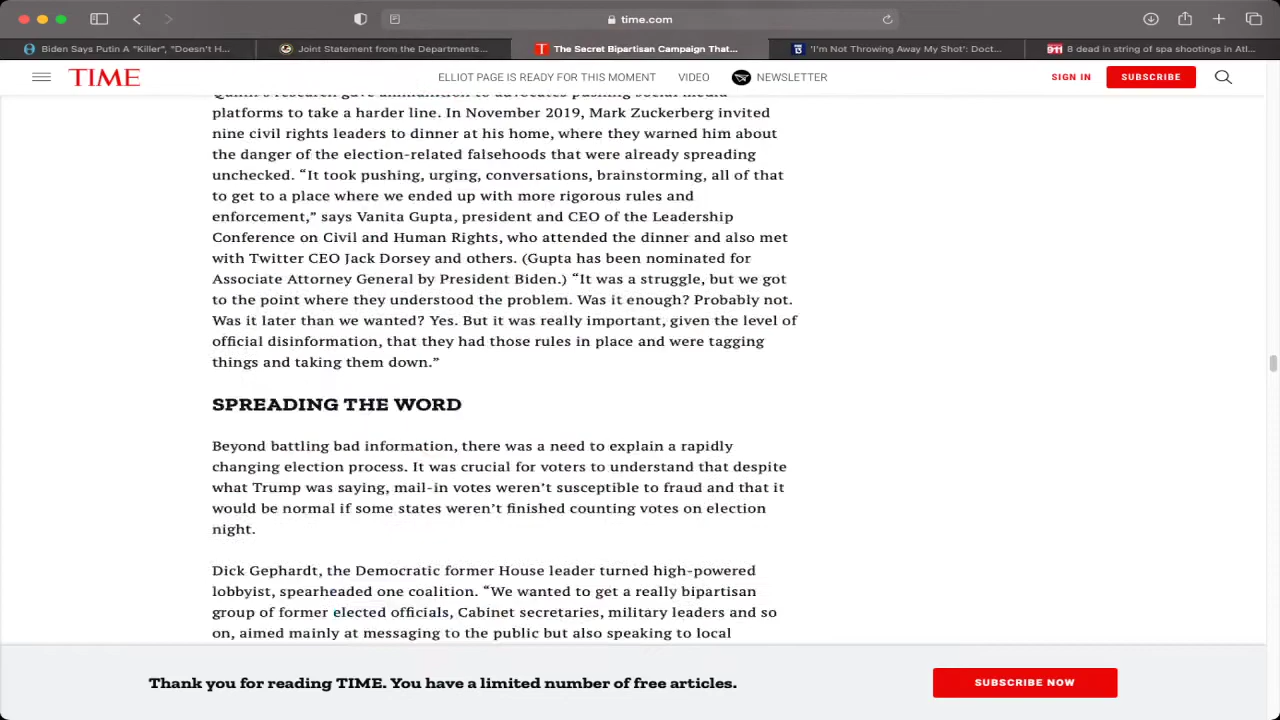 time.com
Biden Says Putin A "Killer", "Doesn't H...
Joint Statement from the Departments...
The Secret Bipartisan Campaign That...
'I'm Not Throwing Away My Shot': Doct...
8 dead in string of spa shootings in Atl...
TIME
ELLIOT PAGE IS READY FOR THIS MOMENT
VIDEO
NEWSLETTER
SIGN IN
SUBSCRIBE
Quinn's research gave ammunition to advocates pushing social media
platforms to take a harder line. In November 2019, Mark Zuckerberg invited
nine civil rights leaders to dinner at his home, where they warned him about
the danger of the election-related falsehoods that were already spreading
unchecked. “It took pushing, urging, conversations, brainstorming, all of that
to get to a place where we ended up with more rigorous rules and
enforcement,” says Vanita Gupta, president and CEO of the Leadership
Conference on Civil and Human Rights, who attended the dinner and also met
with Twitter CEO Jack Dorsey and others. (Gupta has been nominated for
Associate Attorney General by President Biden.) “It was a struggle, but we got
to the point where they understood the problem. Was it enough? Probably not.
Was it later than we wanted? Yes. But it was really important, given the level of
official disinformation, that they had those rules in place and were tagging
things and taking them down.”
SPREADING THE WORD
Beyond battling bad information, there was a need to explain a rapidly
changing election process. It was crucial for voters to understand that despite
what Trump was saying, mail-in votes weren’t susceptible to fraud and that it
would be normal if some states weren’t finished counting votes on election
night.
Dick Gephardt, the Democratic former House leader turned high-powered
lobbyist, spearheaded one coalition. “We wanted to get a really bipartisan
group of former elected officials, Cabinet secretaries, military leaders and so
on, aimed mainly at messaging to the public but also speaking to local
Thank you for reading TIME. You have a limited number of free articles.
SUBSCRIBE NOW